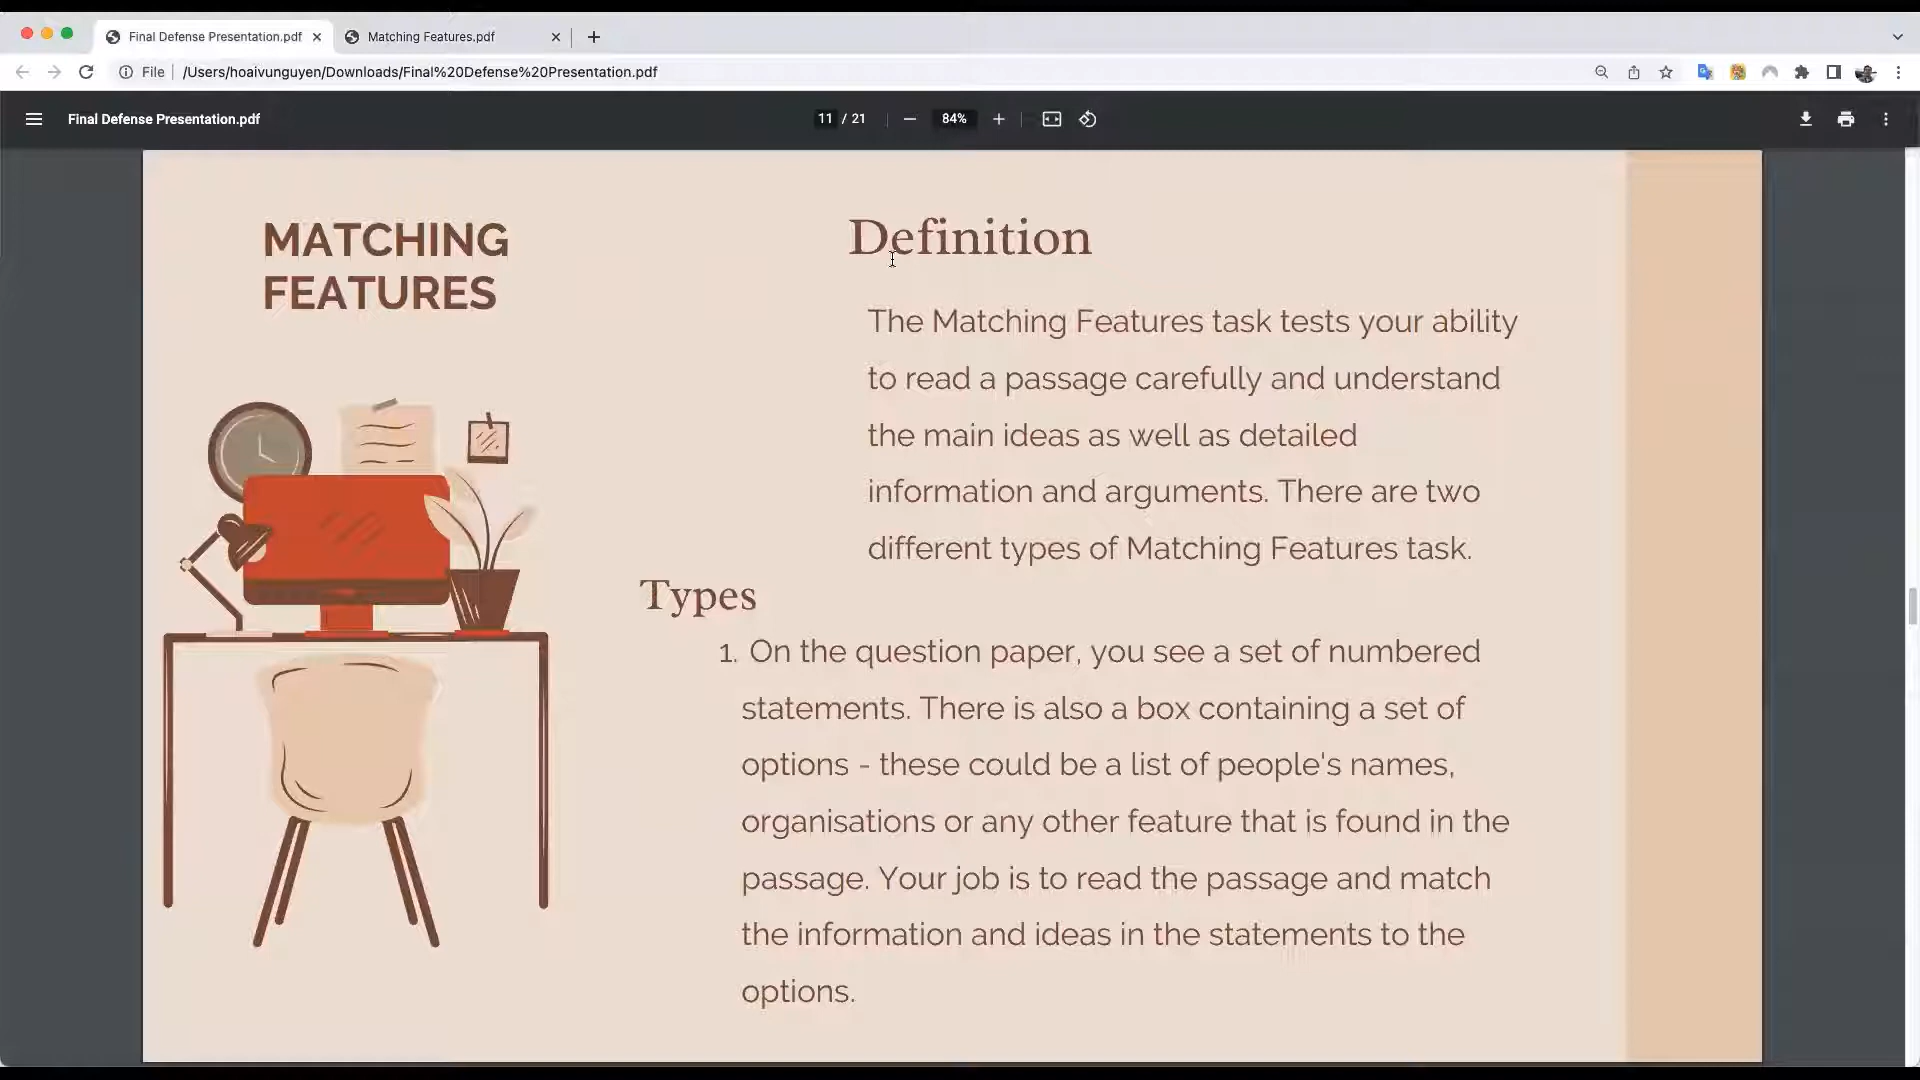 Final Defense Presentation.pdf
Matching Features.pdf
File
/Users/hoaivunguyen/Downloads/Final%20Defense%20Presentation.pdf
Final Defense Presentation.pdf
11 / 21
84%
MATCHING
FEATURES
Definition
The Matching Features task tests your ability
to read a passage carefully and understand
the main ideas as well as detailed
information and arguments. There are two
different types of Matching Features task.
Types
1. On the question paper, you see a set of numbered
statements. There is also a box containing a set of
options - these could be a list of people's names,
organisations or any other feature that is found in the
passage. Your job is to read the passage and match
the information and ideas in the statements to the
options.